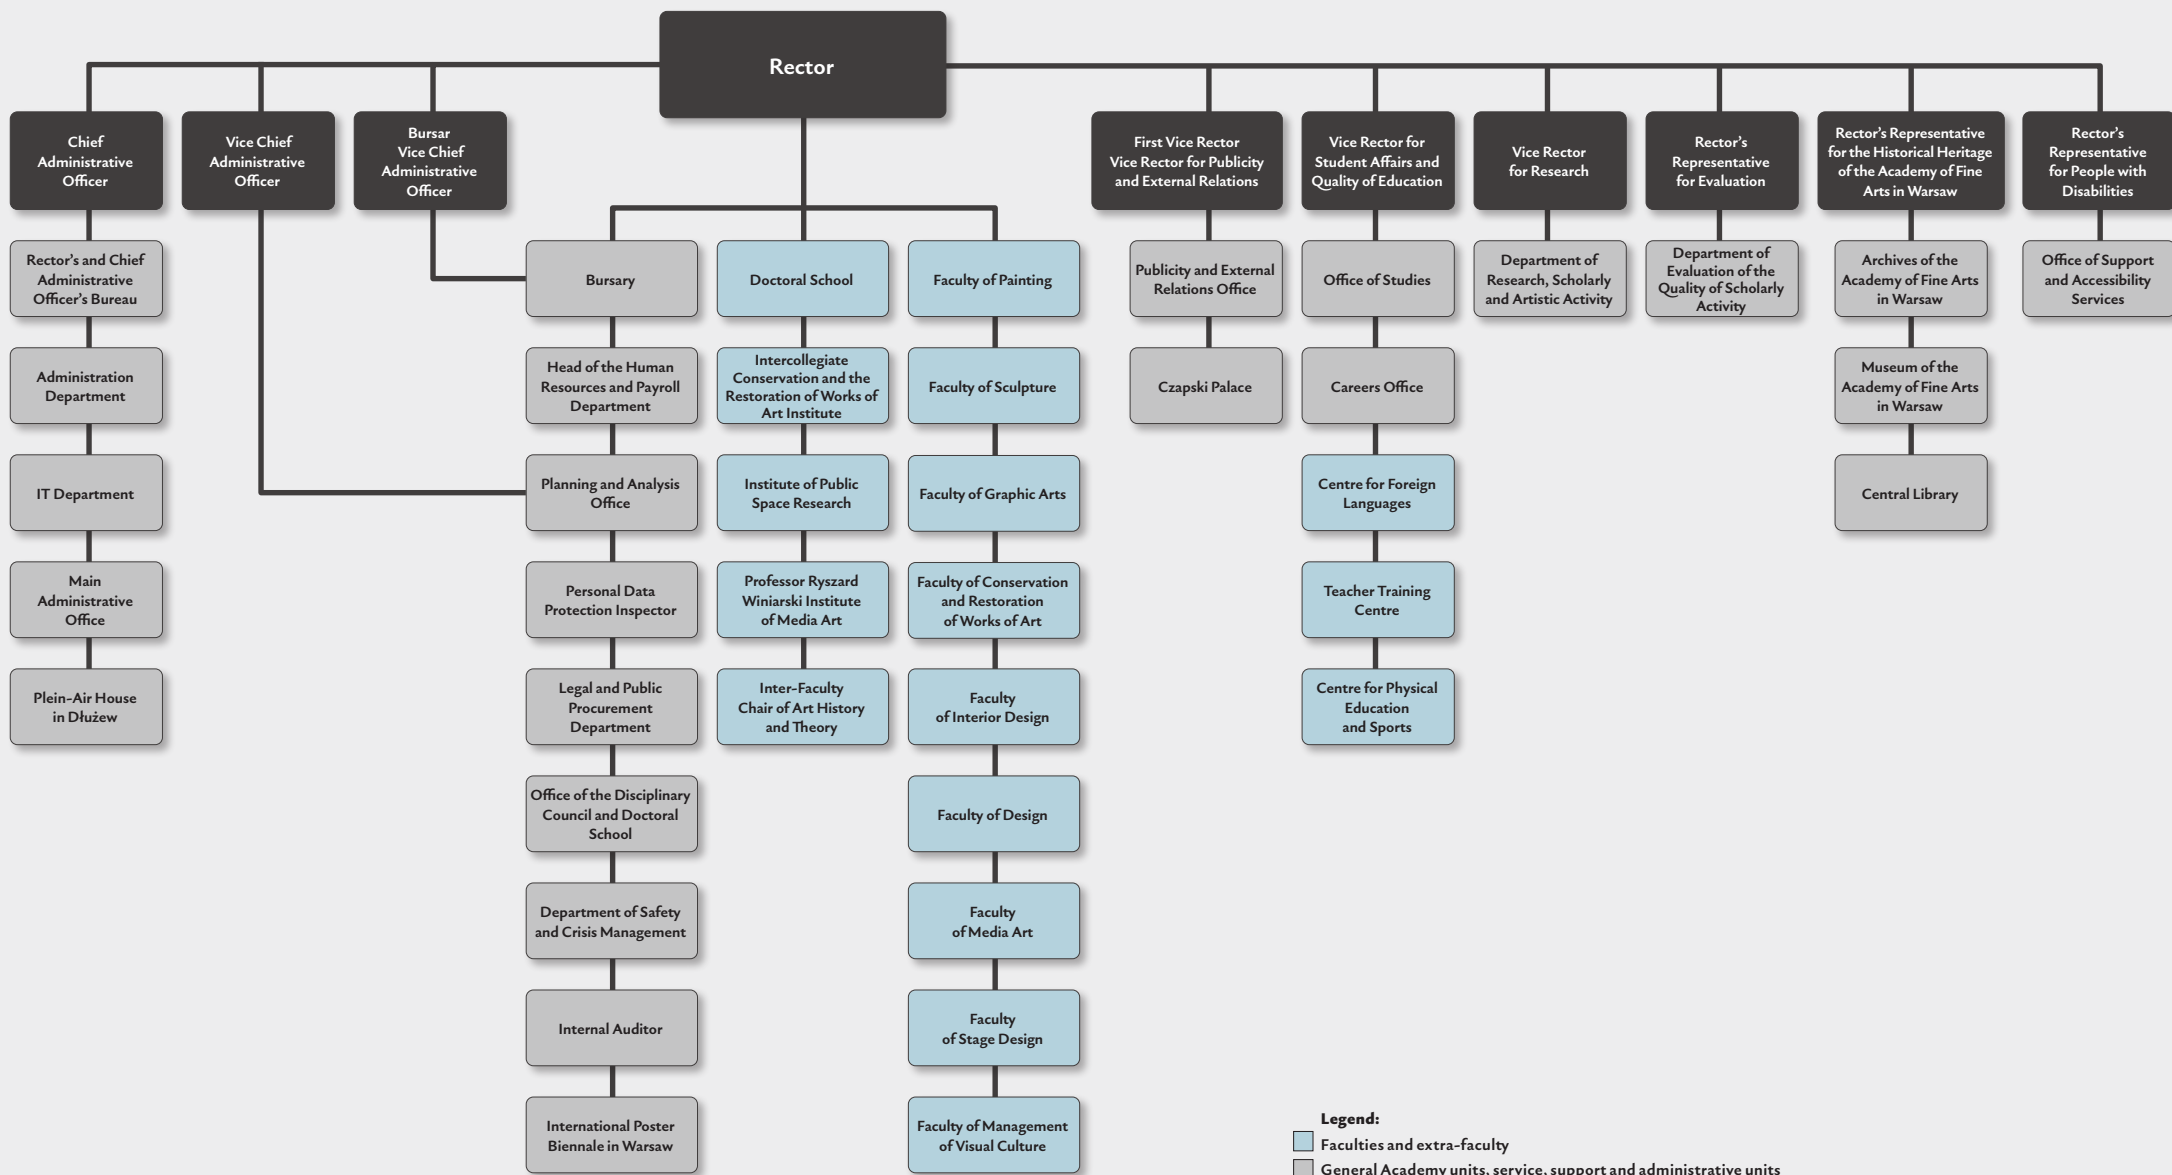 Rector
Chief
Administrative
Officer
Vice Chief
Administrative
Officer
Bursar
Vice Chief
Administrative
Officer
First Vice Rector
Vice Rector for Publicity
and External Relations
Vice Rector for
Student Affairs and
Quality of Education
Vice Rector
for Research
Rector's
Representative
for Evaluation
Rector's Representative
for the Historical Heritage
of the Academy of Fine
Arts in Warsaw
Rector's
Representative
for People with
Disabilities
Rector's and Chief
Administrative
Officer's Bureau
Administration
Department
IT Department
Main
Administrative
Office
Plein-Air House
in Dłużew
Bursary
Head of the Human
Resources and Payroll
Department
Planning and Analysis
Office
Personal Data
Protection Inspector
Legal and Public
Procurement
Department
Office of the Disciplinary
Council and Doctoral
School
Department of Safety
and Crisis Management
Internal Auditor
International Poster
Biennale in Warsaw
Doctoral School
Intercollegiate
Conservation and the
Restoration of Works of
Art Institute
Institute of Public
Space Research
Professor Ryszard
Winiarski Institute
of Media Art
Inter-Faculty
Chair of Art History
and Theory
Faculty of Painting
Faculty of Sculpture
Faculty of Graphic Arts
Faculty of Conservation
and Restoration
of Works of Art
Faculty
of Interior Design
Faculty of Design
Faculty
of Media Art
Faculty
of Stage Design
Faculty of Management
of Visual Culture
Publicity and External
Relations Office
Czapski Palace
Office of Studies
Careers Office
Centre for Foreign
Languages
Teacher Training
Centre
Centre for Physical
Education
and Sports
Department of
Research, Scholarly
and Artistic Activity
Department of
Evaluation of the
Quality of Scholarly
Activity
Archives of the
Academy of Fine Arts
in Warsaw
Museum of the
Academy of Fine Arts
in Warsaw
Central Library
Office of Support
and Accessibility
Services
Legend:
Faculties and extra-faculty
General Academy units, service, support and administrative units